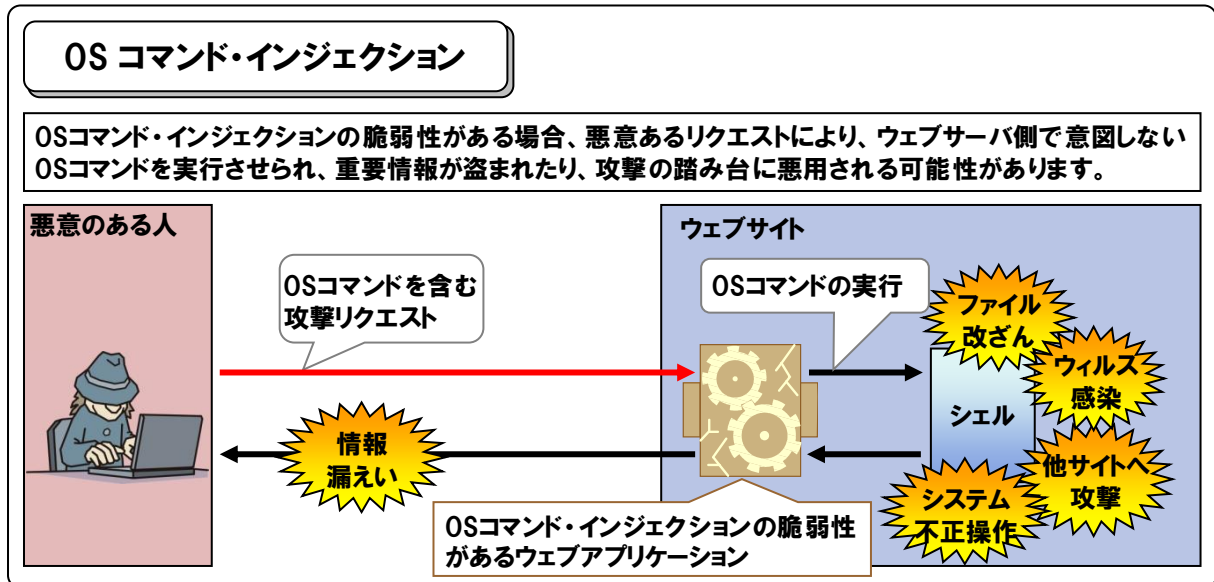 OS コマンド・インジェクション
OSコマンド・インジェクションの脆弱性がある場合、悪意あるリクエストにより、ウェブサーバ側で意図しない
OSコマンドを実行させられ、重要情報が盗まれたり、攻撃の踏み台に悪用される可能性があります。
悪意のある人
OSコマンドを含む
攻撃リクエスト
情報
漏えい
ウェブサイト
OSコマンドの実行
ファイル
改ざん
ウィルス
感染
シェル
他サイトへ
攻撃
システム
不正操作
OSコマンド・インジェクションの脆弱性
があるウェブアプリケーション